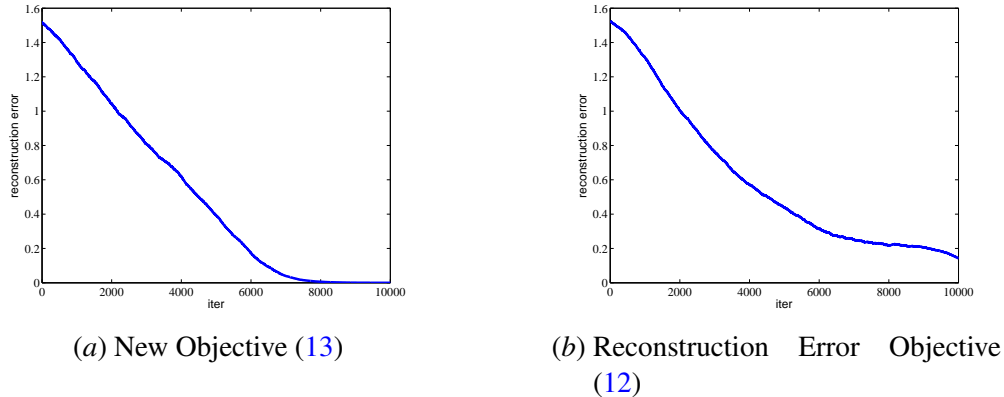 1.6
1.4
1.2
1
0.8
0.6
0.4
0.2
0
reconstruction error
0 2000 4000 6000 8000 10000
iter
(a) New Objective (13)
1.6
1.4
1.2
1
0.8
0.6
0.4
0.2
0
reconstruction error
0 2000 4000 6000 8000 10000
iter
(b) Reconstruction Error Objective
(12)